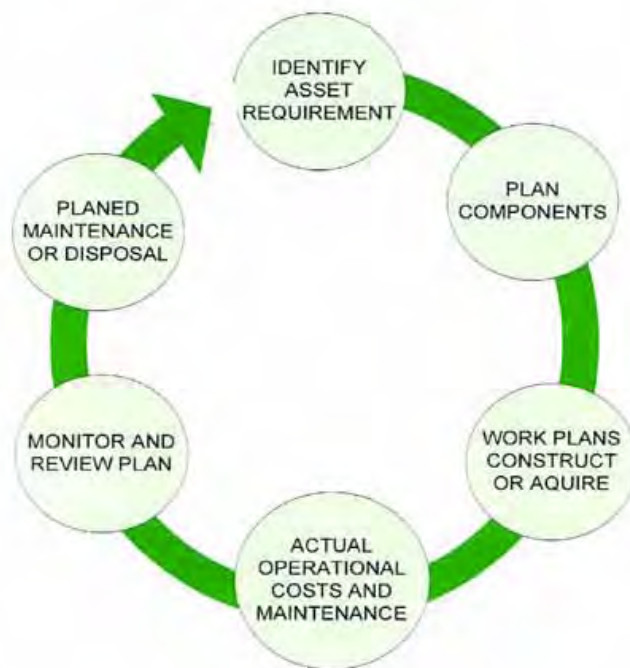 IDENTIFY
ASSET
REQUIREMENT
PLAN
COMPONENTS
WORK PLANS
CONSTRUCT
OR AQUIRE
ACTUAL
OPERATIONAL
COSTS AND
MAINTENANCE
MONITOR AND
REVIEW PLAN
PLANED
MAINTENANCE
OR DISPOSAL